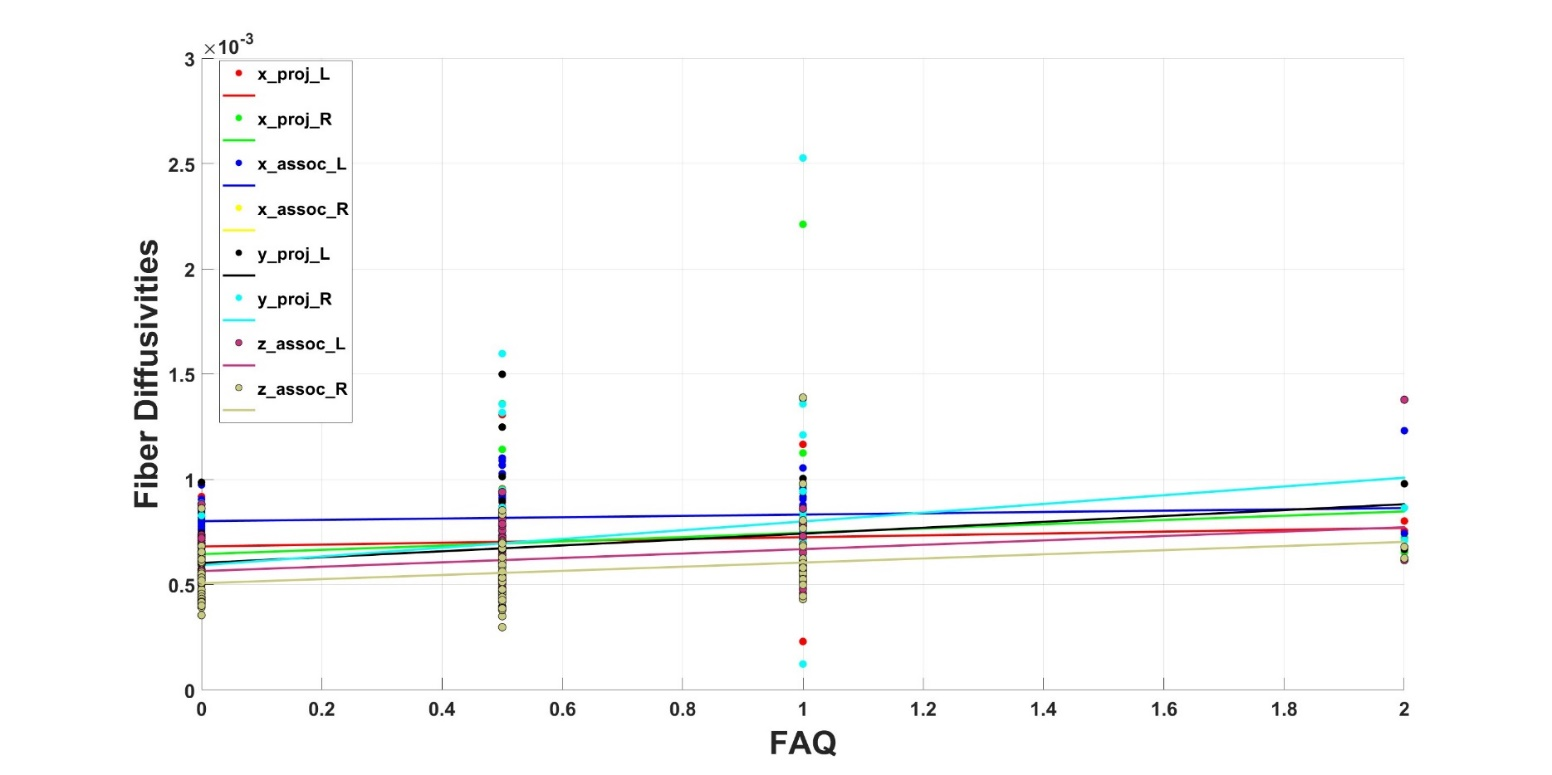 ×10-3
3
2.5
2
1.5
1
0.5
0
Fiber Diffusivities
x_proj_L
x_proj_R
x_assoc_L
x_assoc_R
y_proj_L
y_proj_R
z_assoc_L
z_assoc_R
0 0.2 0.4 0.6 0.8 1 1.2 1.4 1.6 1.8 2
FAQ